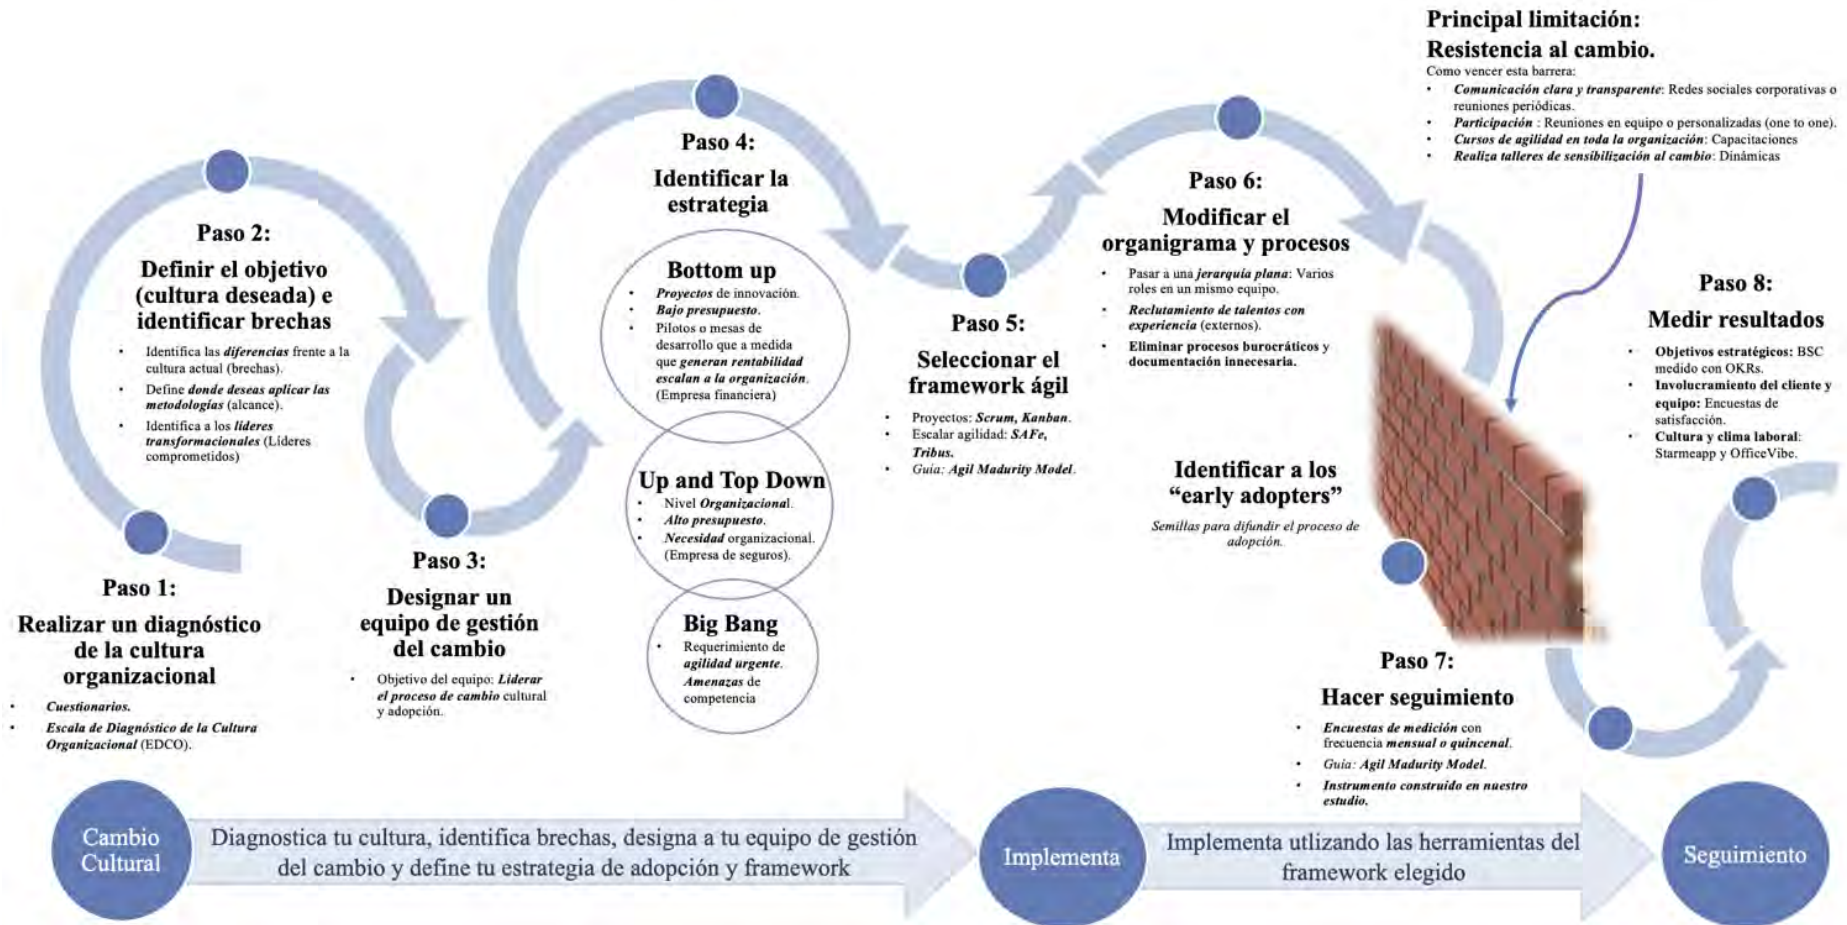 Paso 1:
Realizar un diagnóstico
de la cultura
organizacional
• Cuestionarios.
• Escala de Diagnóstico de la Cultura
Organizacional (EDCO).
Paso 2:
Definir el objetivo
(cultura deseada) e
identificar brechas
• Identifica las diferencias frente a la
cultura actual (brechas).
• Define donde deseas aplicar las
metodologías (alcance).
• Identifica a los líderes
transformacionales (Líderes
comprometidos)
Paso 3:
Designar un
equipo de gestión
del cambio
• Objetivo del equipo: Liderar
el proceso de cambio cultural
y adopción.
Paso 4:
Identificar la
estrategia
Bottom up
• Proyectos de innovación.
• Bajo presupuesto.
• Pilotos o mesas de
desarrollo que a medida
que generan rentabilidad
escalan a la organización.
(Empresa financiera)
Up and Top Down
• Nivel Organizacional.
• Alto presupuesto.
• Necesidad organizacional.
(Empresa de seguros).
Big Bang
• Requerimiento de
agilidad urgente.
Amenazas de
competencia
Paso 5:
Seleccionar el
framework ágil
• Proyectos: Scrum, Kanban.
• Escalar agilidad: SAFe,
Tribus.
• Guía: Agil Madurity Model.
Paso 6:
Modificar el
organigrama y procesos
• Pasar a una jerarquía plana: Varios
roles en un mismo equipo.
• Reclutamiento de talentos con
experiencia (externos).
• Eliminar procesos burocráticos y
documentación innecesaria.
Identificar a los
“early adopters”
Semillas para difundir el proceso de
adopción.
Principal limitación:
Resistencia al cambio.
Como vencer esta barrera:
• Comunicación clara y transparente: Redes sociales corporativas o
reuniones periódicas.
• Participación : Reuniones en equipo o personalizadas (one to one).
• Cursos de agilidad en toda la organización: Capacitaciones
• Realiza talleres de sensibilización al cambio: Dinámicas
Paso 7:
Hacer seguimiento
• Encuestas de medición con
frecuencia mensual o quincenal.
• Guía: Agil Madurity Model.
• Instrumento construido en nuestro
estudio.
Paso 8:
Medir resultados
• Objetivos estratégicos: BSC
medido con OKRs.
• Involucramiento del cliente y
equipo: Encuestas de
satisfacción.
• Cultura y clima laboral:
Starmeapp y OfficeVibe.
Cambio
Cultural
Diagnostica tu cultura, identifica brechas, designa a tu equipo de gestión
del cambio y define tu estrategia de adopción y framework
Implementa
Implementa utlizando las herramientas del
framework elegido
Seguimiento